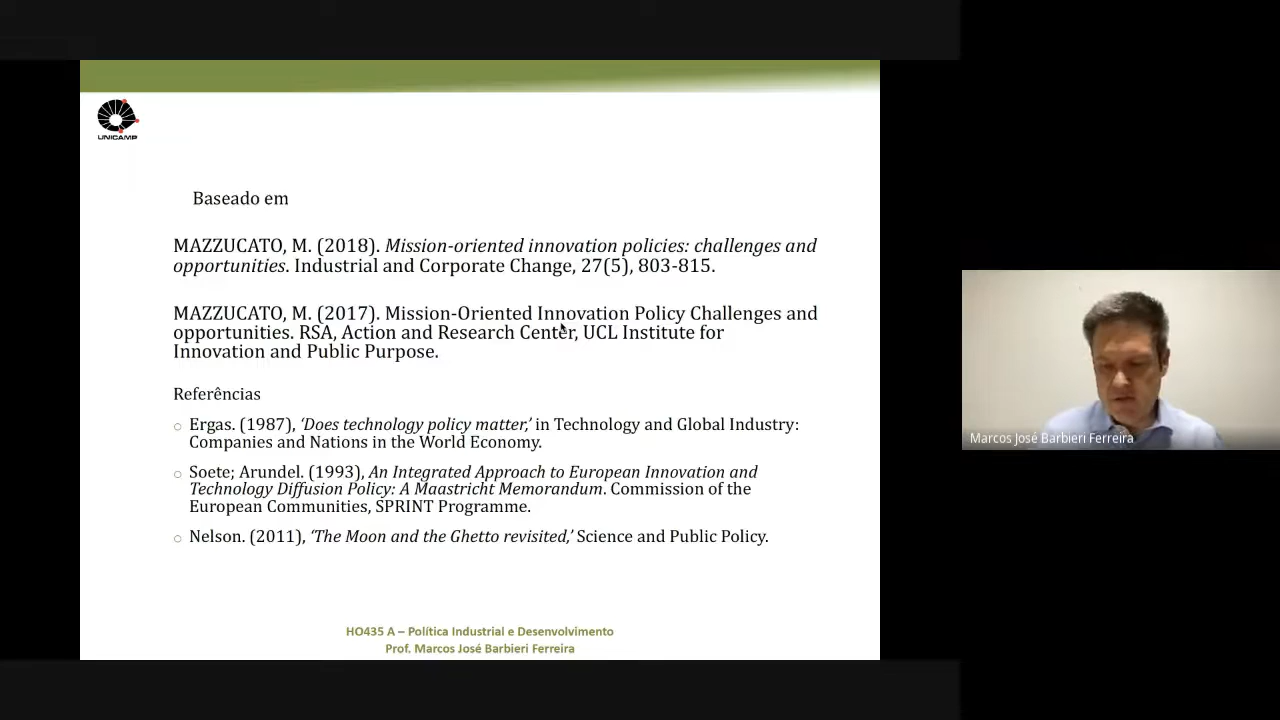 UNICAMP
Baseado em
MAZZUCATO, M. (2018). Mission-oriented innovation policies: challenges and
opportunities. Industrial and Corporate Change, 27(5), 803-815.
MAZZUCATO, M. (2017). Mission-Oriented Innovation Policy Challenges and
opportunities. RSA, Action and Research Center, UCL Institute for
Innovation and Public Purpose.
Referências
Ergas. (1987), ‘Does technology policy matter,’ in Technology and Global Industry:
Companies and Nations in the World Economy.
Soete; Arundel. (1993), An Integrated Approach to European Innovation and
Technology Diffusion Policy: A Maastricht Memorandum. Commission of the
European Communities, SPRINT Programme.
Nelson. (2011), ‘The Moon and the Ghetto revisited,’ Science and Public Policy.
HO435 A – Política Industrial e Desenvolvimento
Prof. Marcos José Barbieri Ferreira
Marcos José Barbieri Ferreira